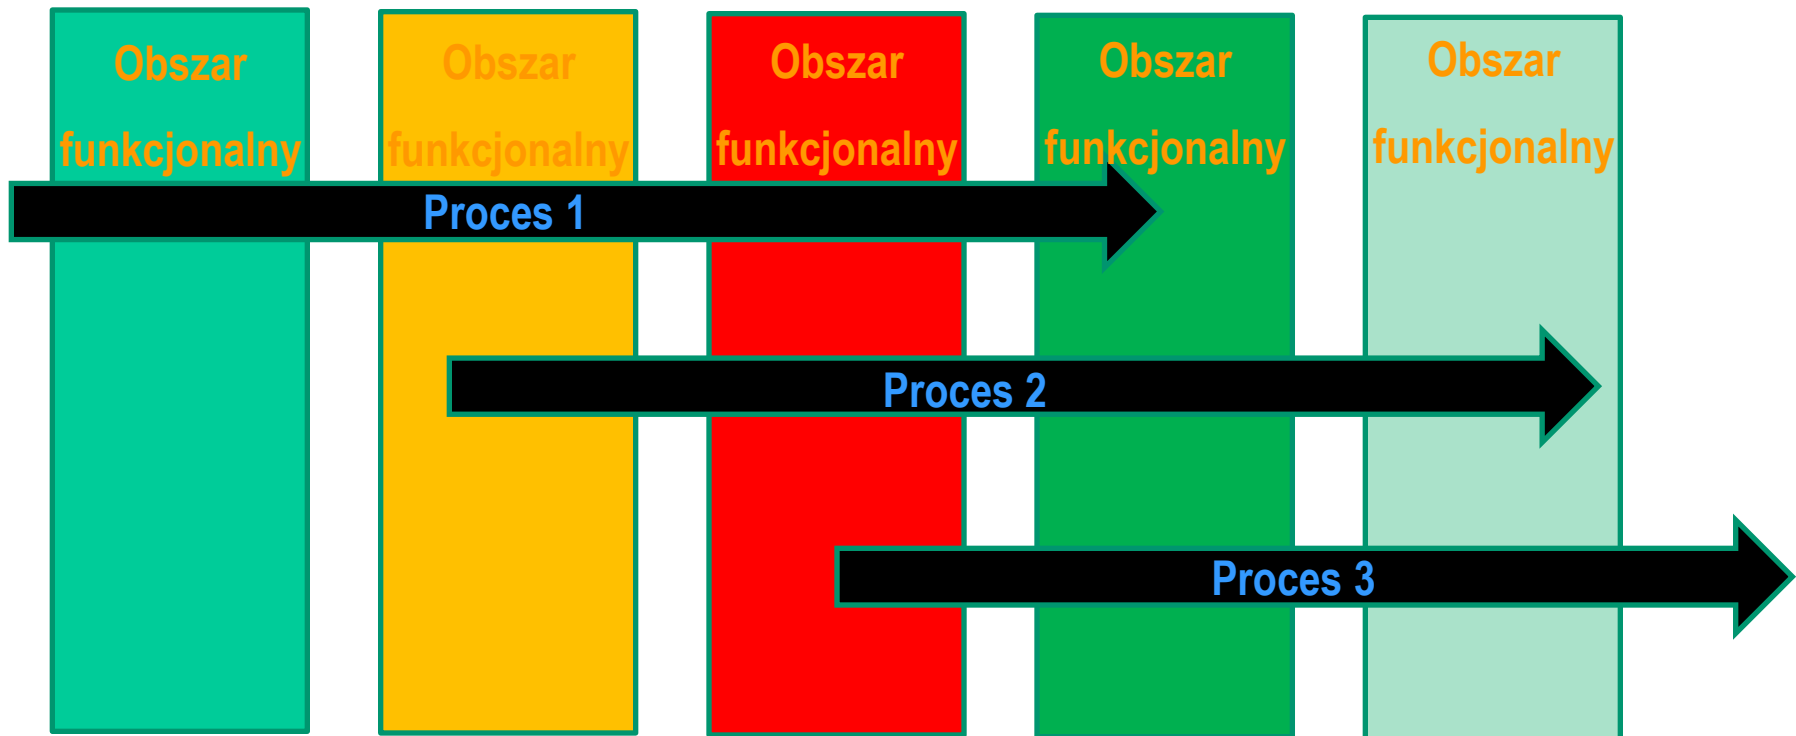 Obszar
funkcjonalny
Obszar
funkcjonalny
Obszar
funkcjonalny
Obszar
funkcjonalny
Obszar
funkcjonalny
Proces 1
Proces 2
Proces 3